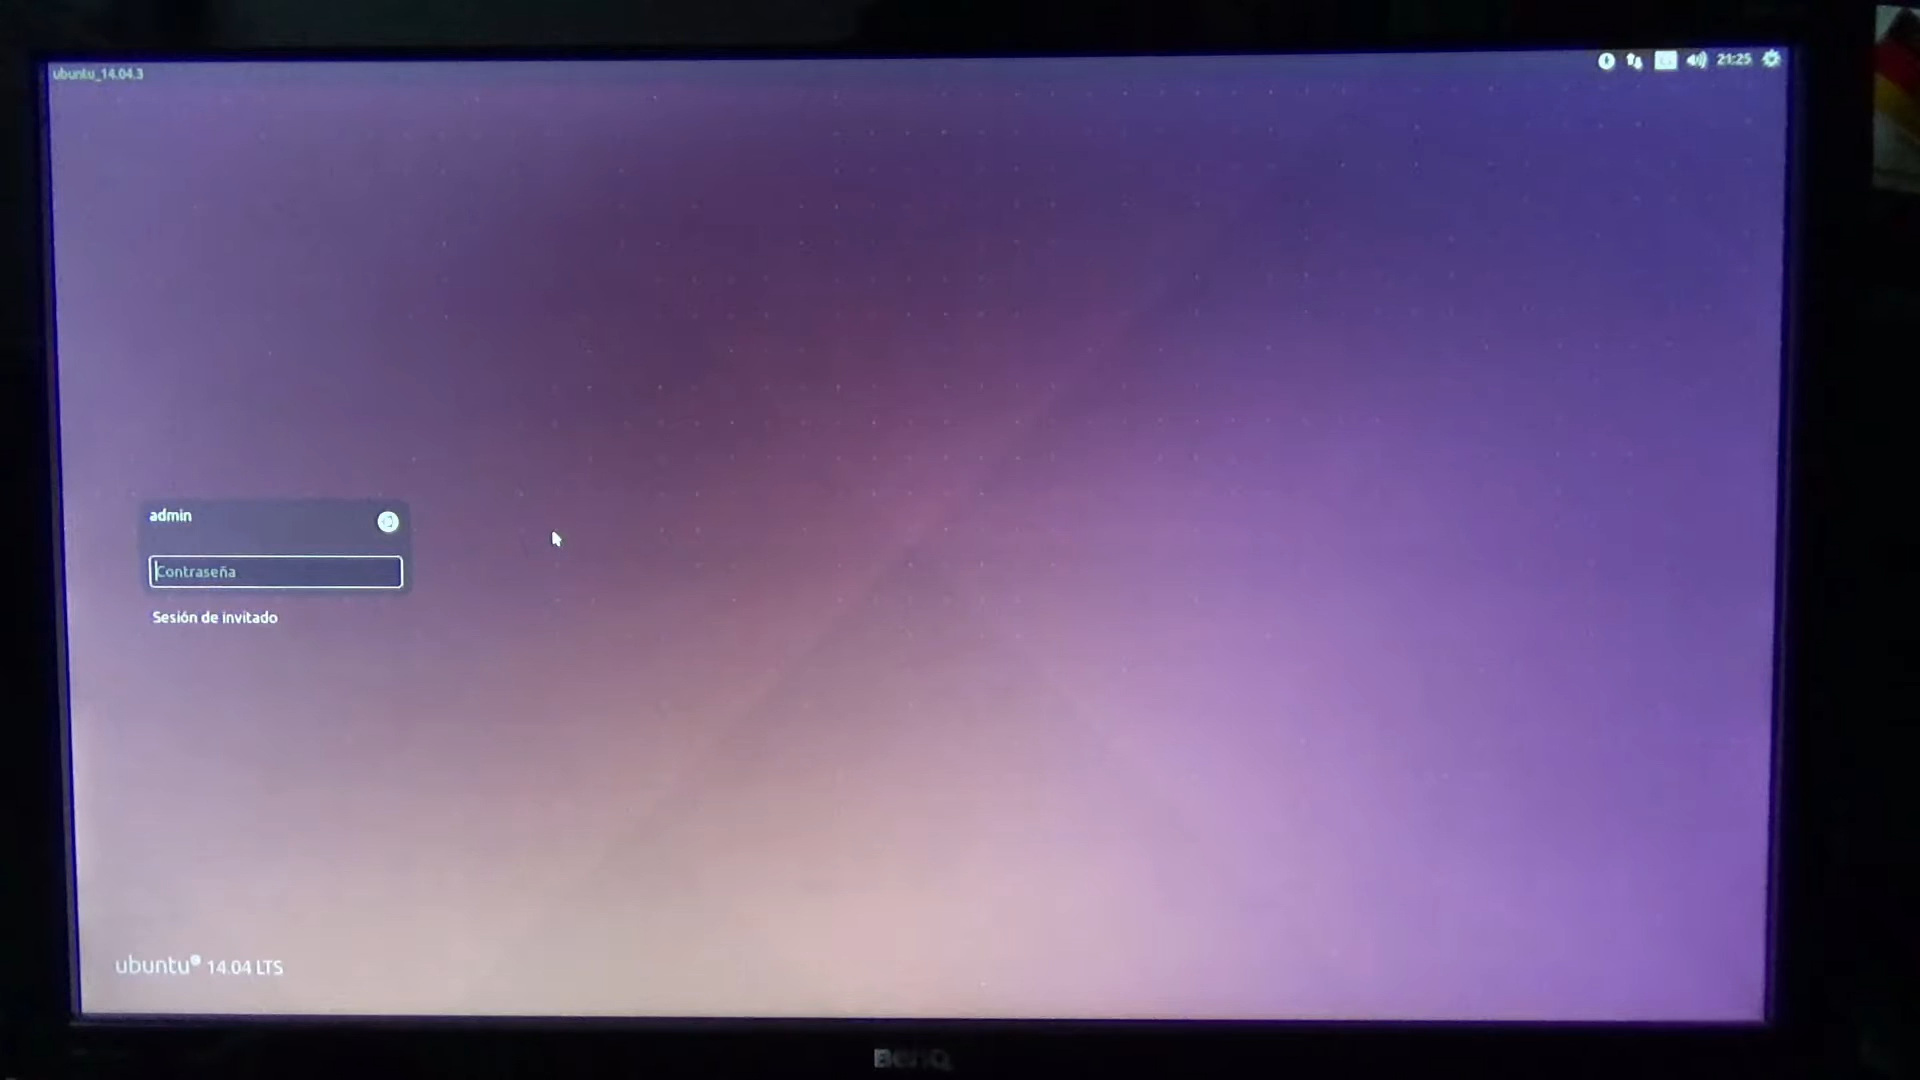 ubuntu_14.04.3
21:25
admin
Contraseña
Sesión de invitado
ubuntu 14.04 LTS
BenQ